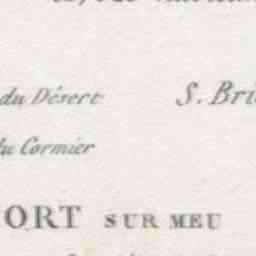 du Désert S. Bri
du Cormier
ORT SUR MEU